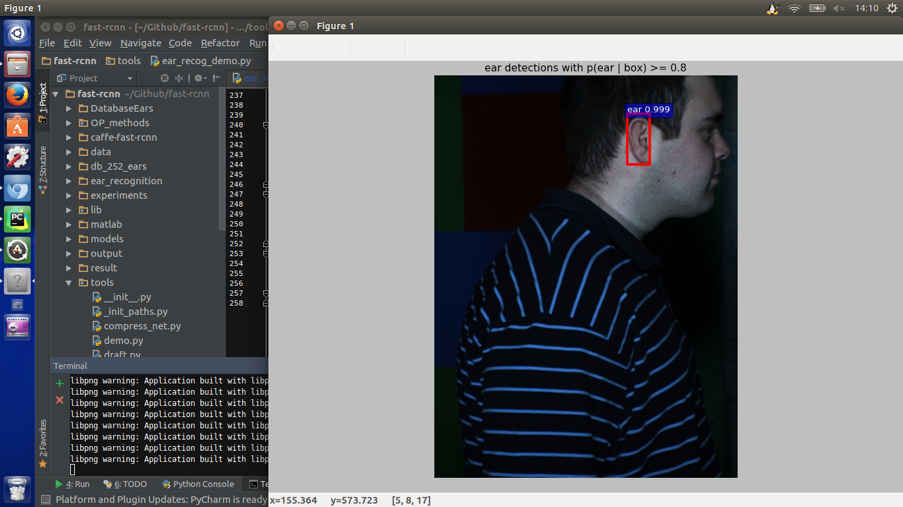 Figure 1
14:10
fast-rcnn - [~/Github/fast-rcnn] - .../tools
File Edit View Navigate Code Refactor Run
fast-rcnn tools ear_recog_demo.py
Project
1: Project
7: Structure
2: Favorites
fast-rcnn ~/Github/fast-rcnn
DatabaseEars
OP_methods
caffe-fast-rcnn
data
db_252_ears
ear_recognition
experiments
lib
matlab
models
output
result
tools
__init__.py
_init_paths.py
compress_net.py
demo.py
draft.py
237
238
239
240
241
242
243
244
245
246
247
248
249
250
251
252
253
254
255
256
257
258
Terminal
libpng warning: Application built with libp
libpng warning: Application built with libp
libpng warning: Application built with libp
libpng warning: Application built with libp
libpng warning: Application built with libp
libpng warning: Application built with libp
libpng warning: Application built with libp
libpng warning: Application built with libp
4: Run 6: TODO Python Console Te
Platform and Plugin Updates: PyCharm is ready
Figure 1
ear detections with p(ear | box) >= 0.8
ear 0.999
x=155.364 y=573.723 [5, 8, 17]